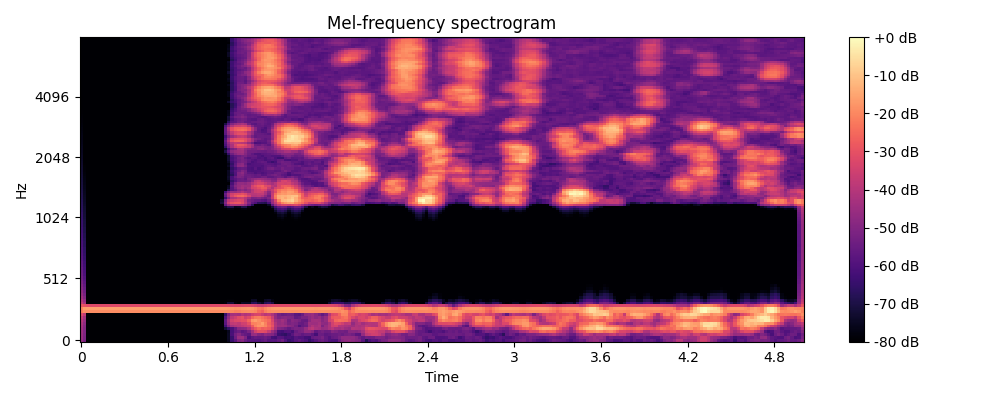 Mel-frequency spectrogram
Hz
4096
2048
1024
512
0
0 0.6 1.2 1.8 2.4 3 3.6 4.2 4.8
Time
+0 dB
-10 dB
-20 dB
-30 dB
-40 dB
-50 dB
-60 dB
-70 dB
-80 dB